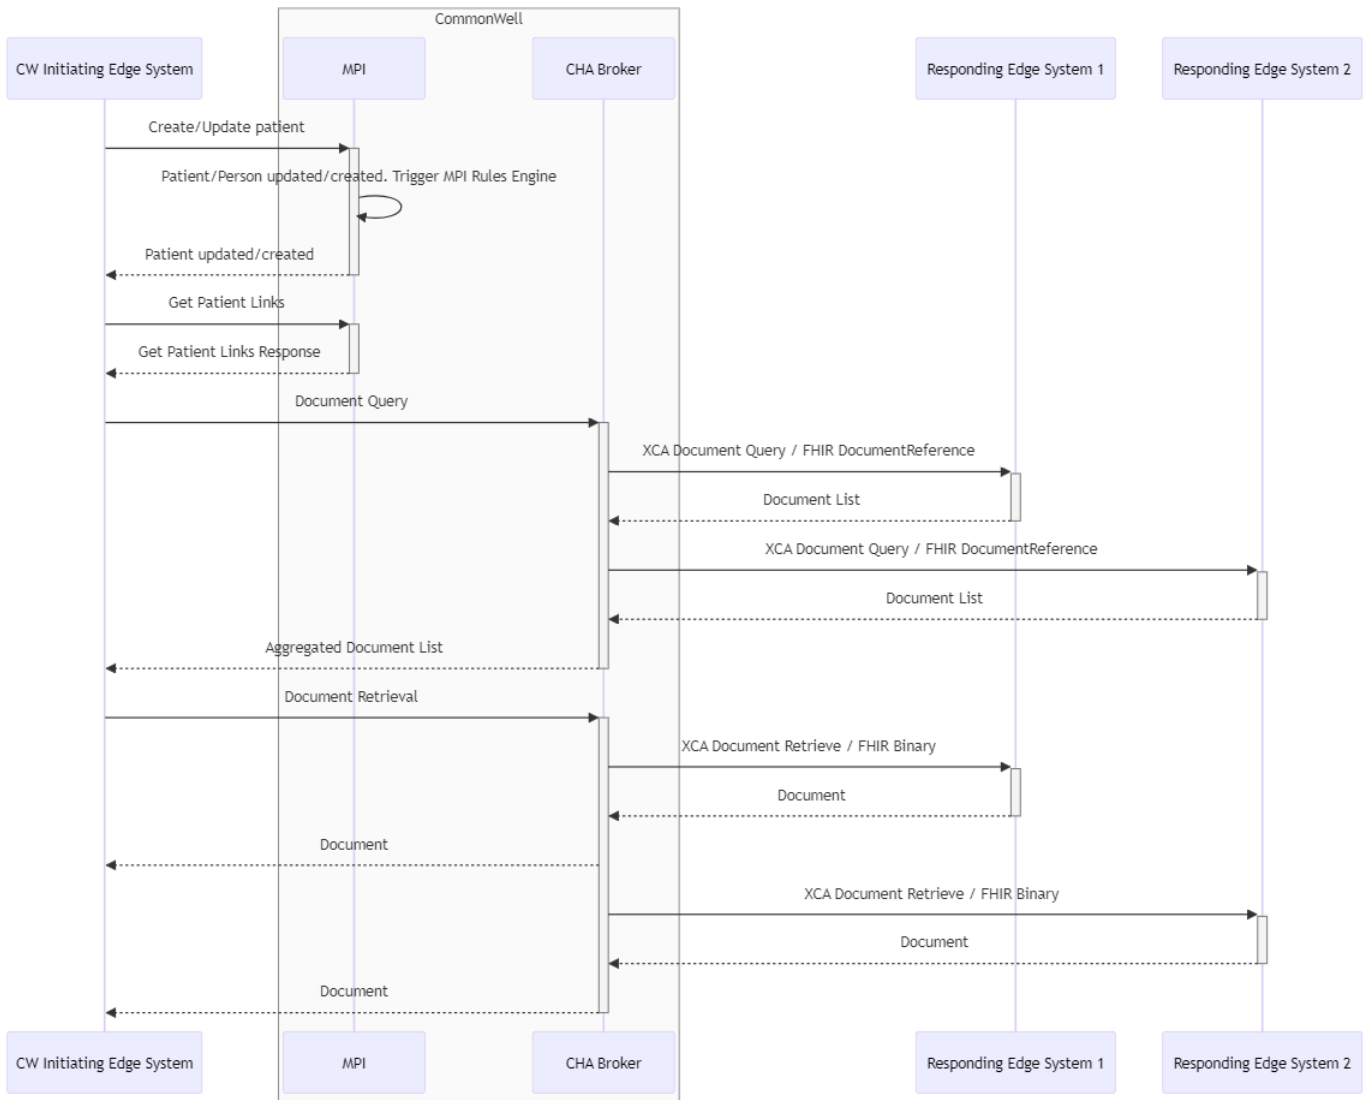 CommonWell
CW Initiating Edge System
MPI
CHA Broker
Responding Edge System 1
Responding Edge System 2
Create/Update patient
Patient/Person updated/created. Trigger MPI Rules Engine
Patient updated/created
Get Patient Links
Get Patient Links Response
Document Query
XCA Document Query / FHIR DocumentReference
Document List
XCA Document Query / FHIR DocumentReference
Document List
Aggregated Document List
Document Retrieval
XCA Document Retrieve / FHIR Binary
Document
Document
XCA Document Retrieve / FHIR Binary
Document
Document
CW Initiating Edge System
MPI
CHA Broker
Responding Edge System 1
Responding Edge System 2